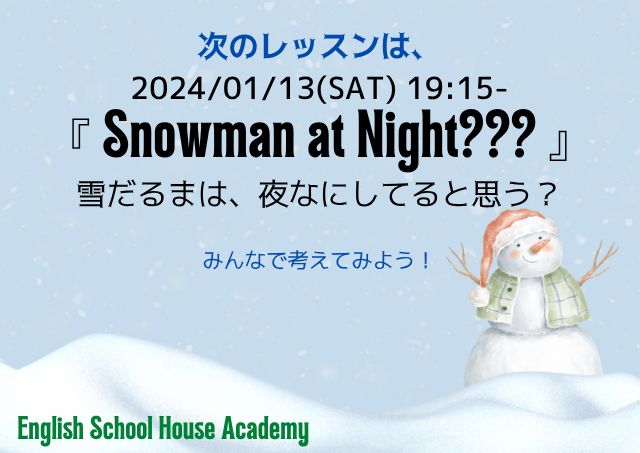 次のレッスンは、
2024/01/13(SAT) 19:15-
『 Snowman at Night??? 』
雪だるまは、夜なにしてると思う？
みんなで考えてみよう！
English School House Academy